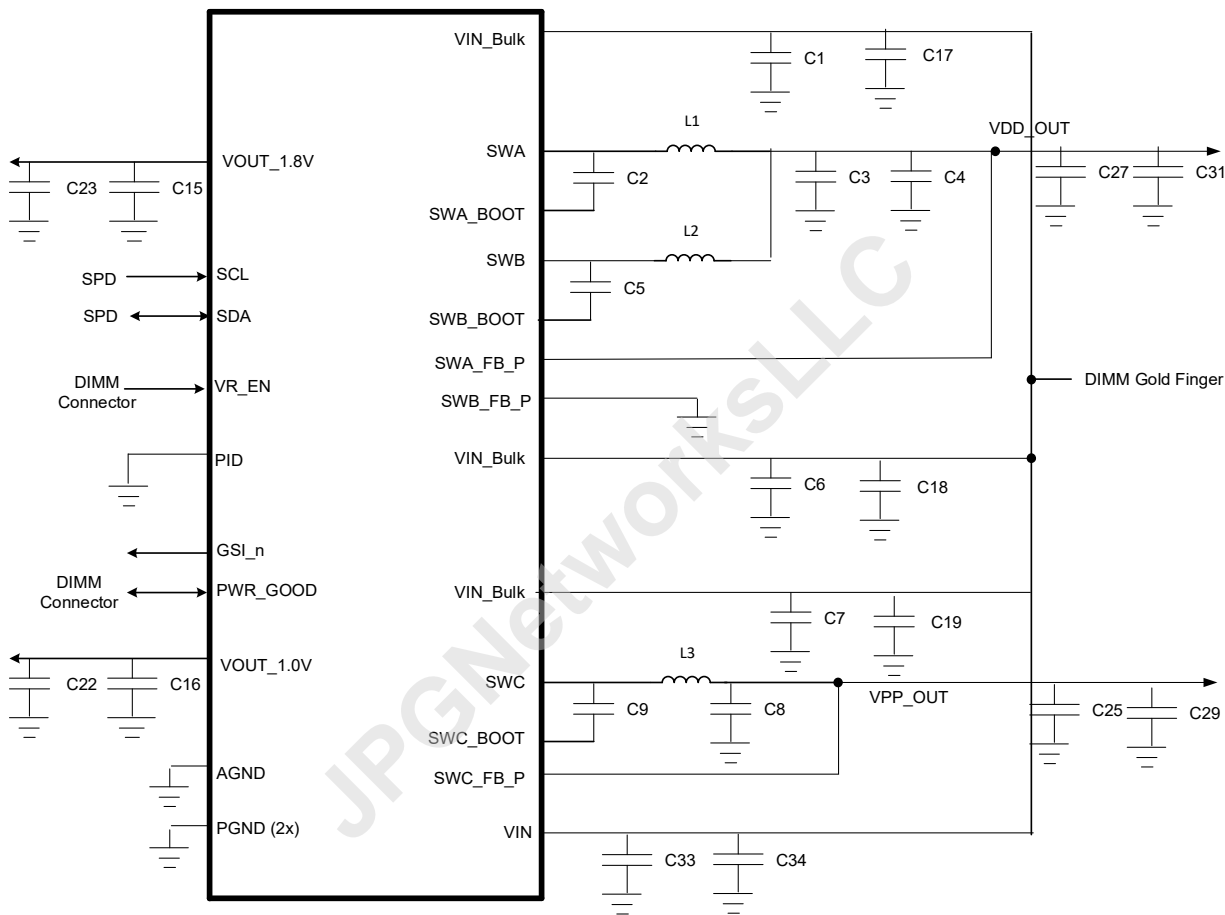 VIN_Bulk
C1
C17
L1
VDD_OUT
VOUT_1.8V
SWA
C23
C15
C2
C3
C4
C27
C31
SWA_BOOT
L2
SWB
SPD
SCL
C5
SPD
SDA
SWB_BOOT
SWA_FB_P
DIMM
Connector
VR_EN
DIMM Gold Finger
SWB_FB_P
PID
VIN_Bulk
C6
C18
GSI_n
DIMM
Connector
PWR_GOOD
VIN_Bulk
C7
C19
VOUT_1.0V
L3
C22
C16
SWC
VPP_OUT
C9
C8
C25
C29
SWC_BOOT
AGND
SWC_FB_P
PGND (2x)
VIN
C33
C34
JPGNetworksLLC